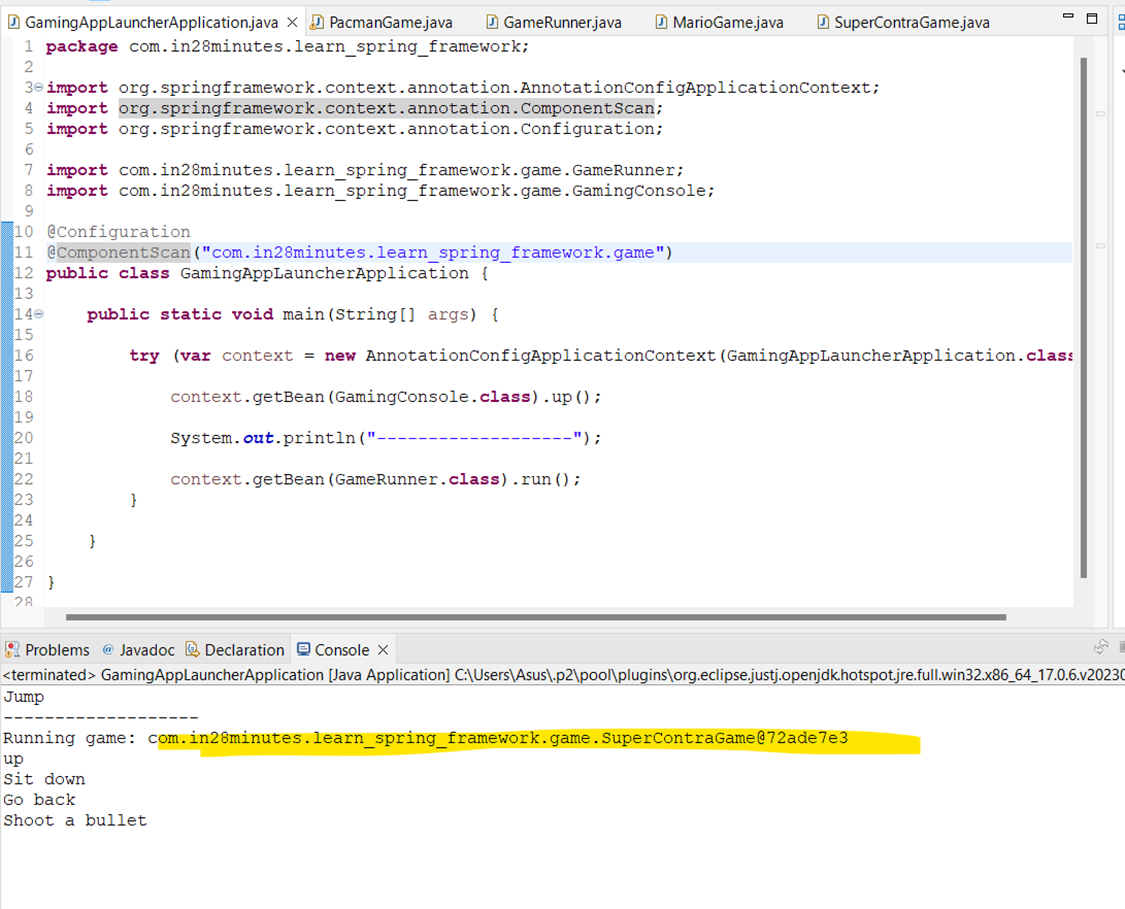 GamingAppLauncherApplication.java PacmanGame.java GameRunner.java MarioGame.java SuperContraGame.java
1 package com.in28minutes.learn_spring_framework;
2
3 import org.springframework.context.annotation.AnnotationConfigApplicationContext;
4 import org.springframework.context.annotation.ComponentScan;
5 import org.springframework.context.annotation.Configuration;
6
7 import com.in28minutes.learn_spring_framework.game.GameRunner;
8 import com.in28minutes.learn_spring_framework.game.GamingConsole;
9
10 @Configuration
11 @ComponentScan("com.in28minutes.learn_spring_framework.game")
12 public class GamingAppLauncherApplication {
13
14 public static void main(String[] args) {
15
16 try (var context = new AnnotationConfigApplicationContext(GamingAppLauncherApplication.class
17
18 context.getBean(GamingConsole.class).up();
19
20 System.out.println("-------------------");
21
22 context.getBean(GameRunner.class).run();
23 }
24
25 }
26
27 }
28
Problems @ Javadoc Declaration Console
<terminated> GamingAppLauncherApplication [Java Application] C:\Users\Asus\.p2\pool\plugins\org.eclipse.justj.openjdk.hotspot.jre.full.win32.x86_64_17.0.6.v20230
Jump
-------------------
Running game: com.in28minutes.learn_spring_framework.game.SuperContraGame@72ade7e3
up
Sit down
Go back
Shoot a bullet